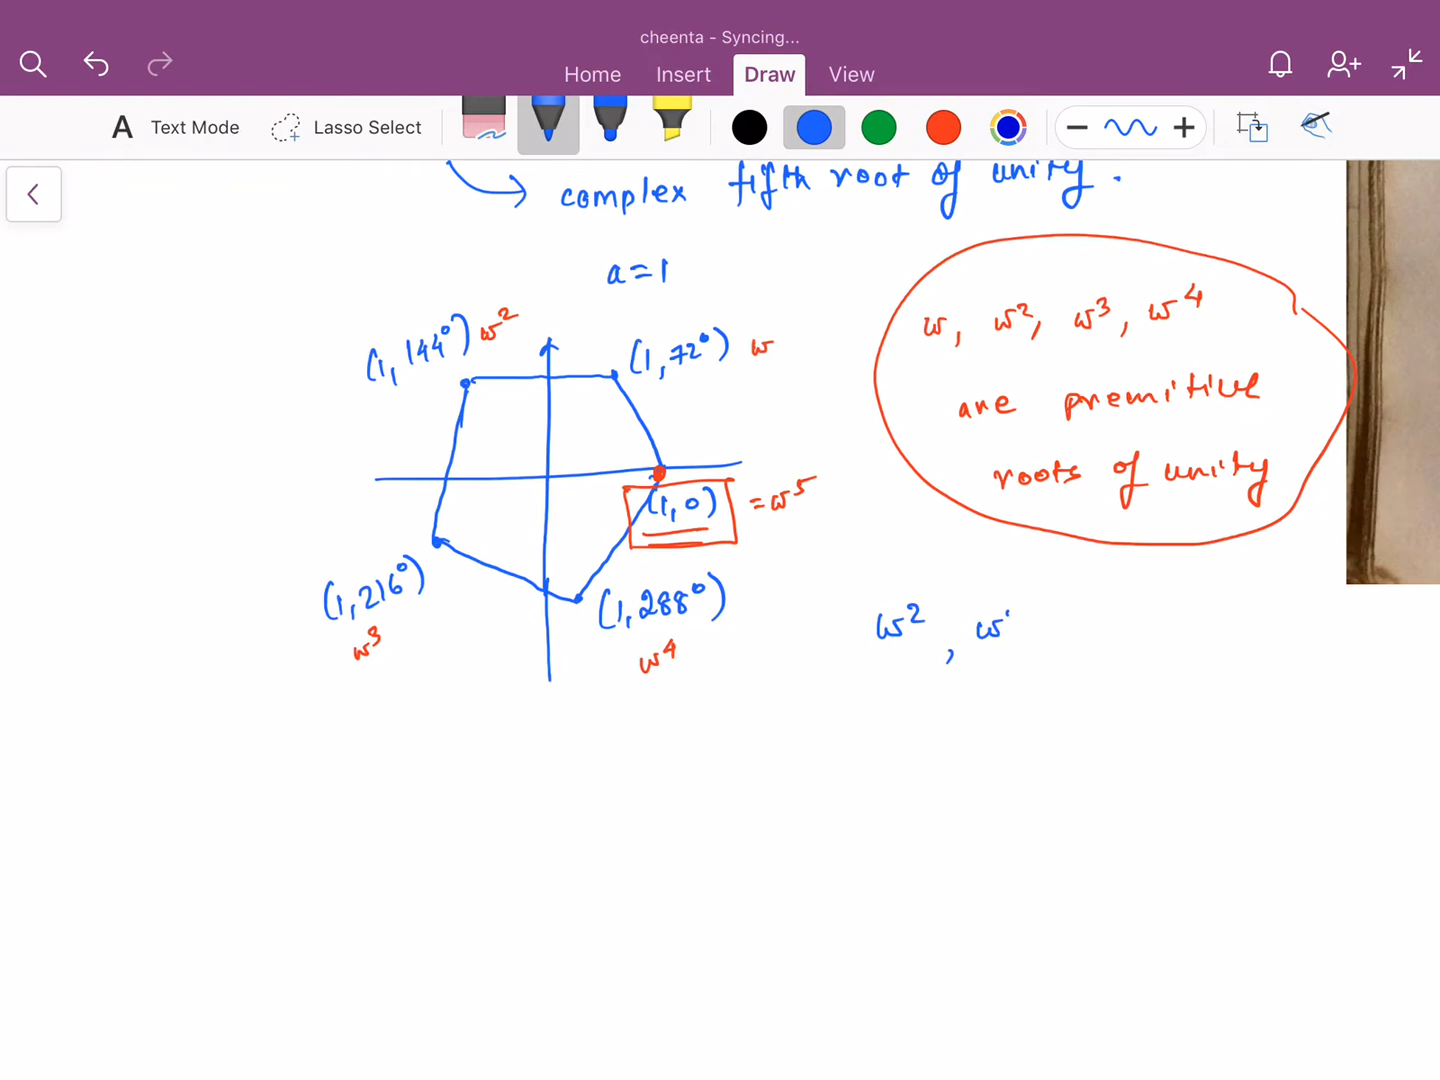 cheenta - Syncing...
Home Insert Draw View
A Text Mode Lasso Select
complex fifth root of unity.
a=1
(1, 144°) ω²
(1, 72°) ω
ω, ω², ω³, ω⁴
are premitive
roots of unity
(1, 0) = ω⁵
(1, 216°)
ω³
(1, 288°)
ω⁴
ω², ω